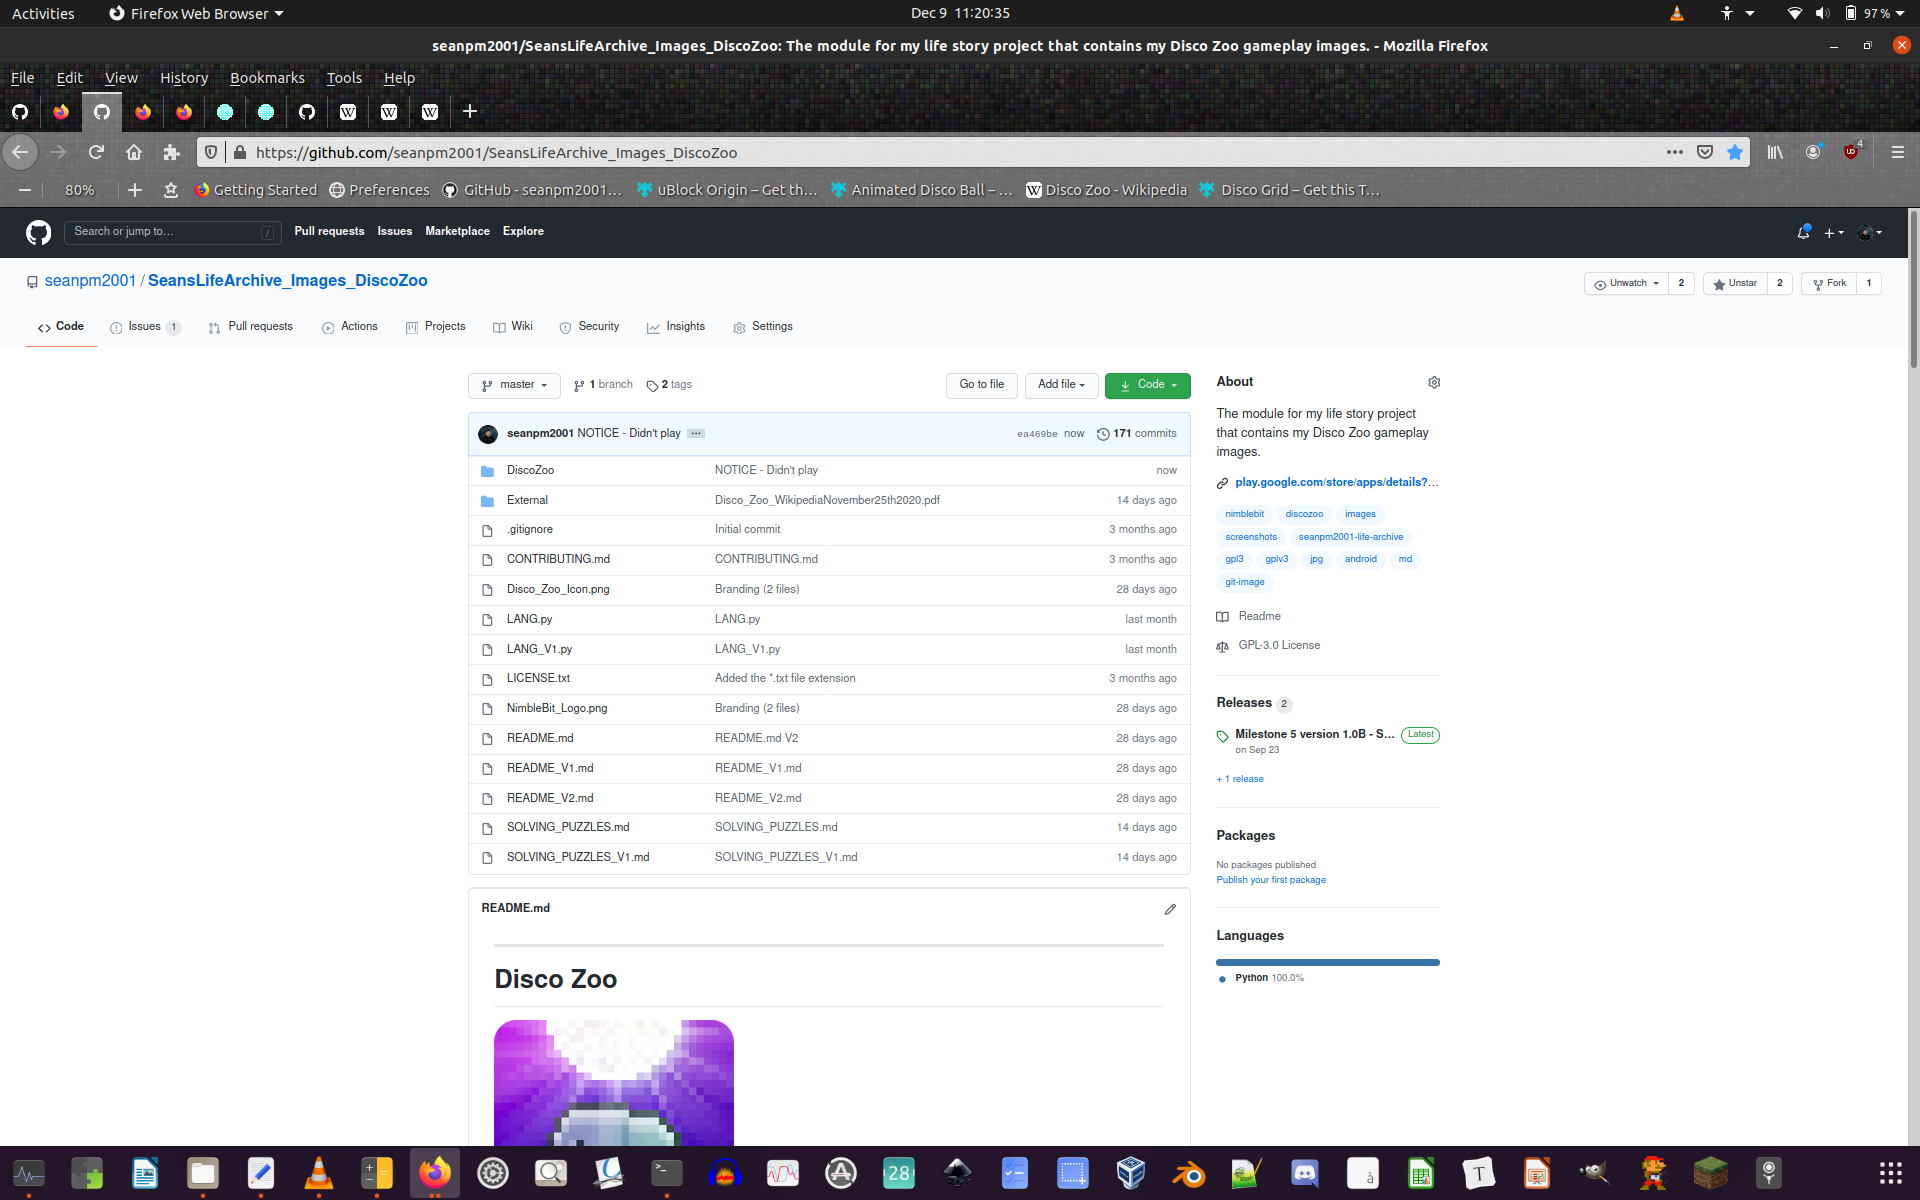 Activities Firefox Web Browser Dec 9 11:20:35 97 %
seanpm2001/SeansLifeArchive_Images_DiscoZoo: The module for my life story project that contains my Disco Zoo gameplay images. - Mozilla Firefox
File Edit View History Bookmarks Tools Help
https://github.com/seanpm2001/SeansLifeArchive_Images_DiscoZoo 4
80% Getting Started Preferences GitHub - seanpm2001… uBlock Origin – Get th… Animated Disco Ball – … Disco Zoo - Wikipedia Disco Grid – Get this T…
Search or jump to… / Pull requests Issues Marketplace Explore
seanpm2001 / SeansLifeArchive_Images_DiscoZoo Unwatch 2 Unstar 2 Fork 1
Code Issues 1 Pull requests Actions Projects Wiki Security Insights Settings
master 1 branch 2 tags Go to file Add file Code
seanpm2001 NOTICE - Didn't play ... ea469be now 171 commits
DiscoZoo NOTICE - Didn't play now
External Disco_Zoo_WikipediaNovember25th2020.pdf 14 days ago
.gitignore Initial commit 3 months ago
CONTRIBUTING.md CONTRIBUTING.md 3 months ago
Disco_Zoo_Icon.png Branding (2 files) 28 days ago
LANG.py LANG.py last month
LANG_V1.py LANG_V1.py last month
LICENSE.txt Added the *.txt file extension 3 months ago
NimbleBit_Logo.png Branding (2 files) 28 days ago
README.md README.md V2 28 days ago
README_V1.md README_V1.md 28 days ago
README_V2.md README_V2.md 28 days ago
SOLVING_PUZZLES.md SOLVING_PUZZLES.md 14 days ago
SOLVING_PUZZLES_V1.md SOLVING_PUZZLES_V1.md 14 days ago
README.md
Disco Zoo
About
The module for my life story project
that contains my Disco Zoo gameplay
images.
play.google.com/store/apps/details?…
nimblebit discozoo images
screenshots seanpm2001-life-archive
gpl3 gplv3 jpg android md
git-image
Readme
GPL-3.0 License
Releases 2
Milestone 5 version 1.0B - S… Latest
on Sep 23
+ 1 release
Packages
No packages published
Publish your first package
Languages
Python 100.0%
28